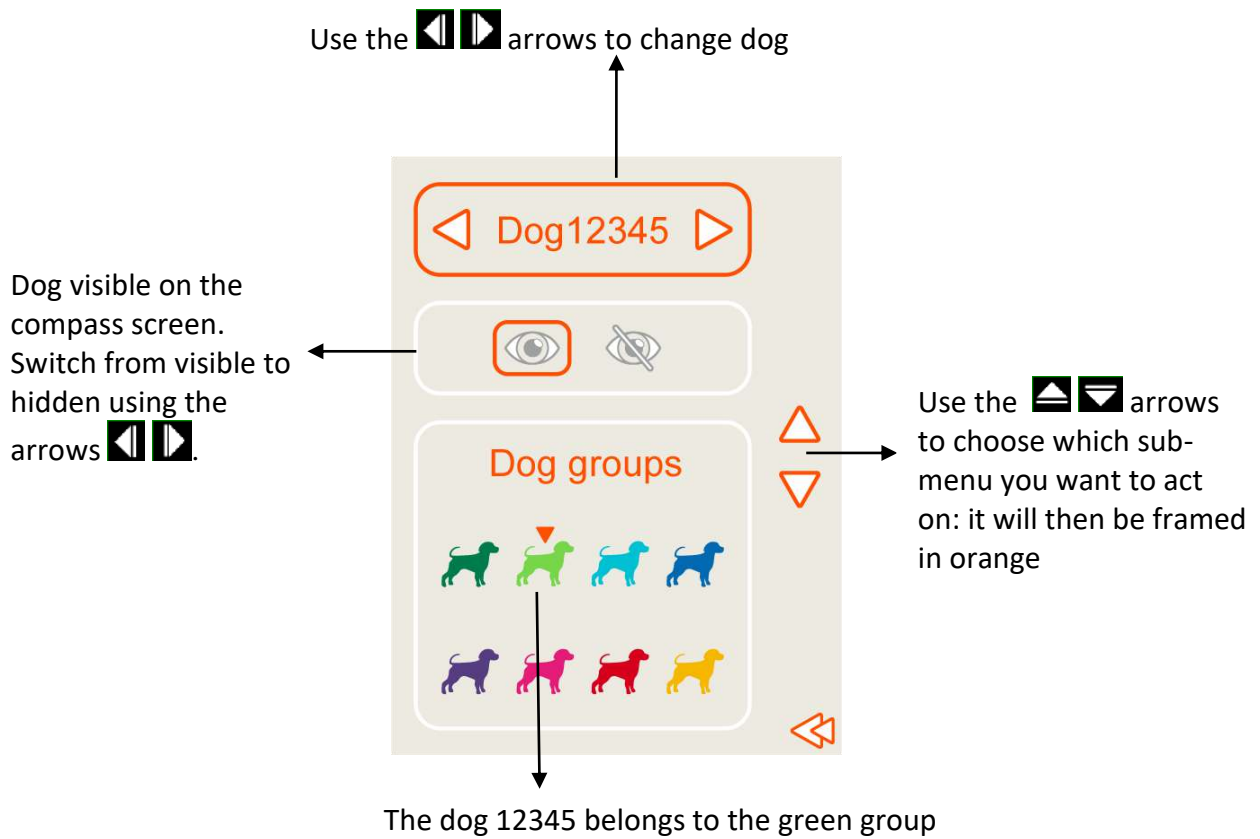 Use the arrows to change dog
Dog12345
Dog visible on the
compass screen.
Switch from visible to
hidden using the
arrows .
Use the arrows
to choose which sub-
menu you want to act
on: it will then be framed
in orange
Dog groups
The dog 12345 belongs to the green group